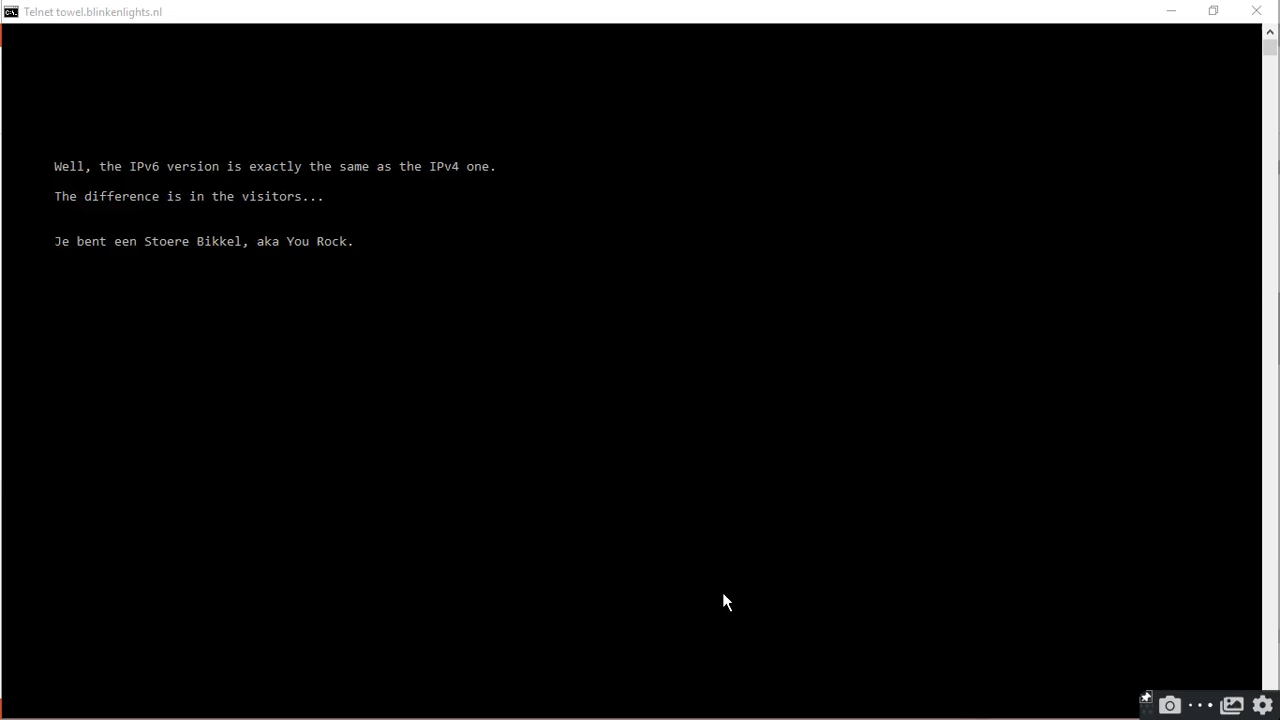 Telnet towel.blinkenlights.nl
Well, the IPv6 version is exactly the same as the IPv4 one.
The difference is in the visitors...
Je bent een Stoere Bikkel, aka You Rock.